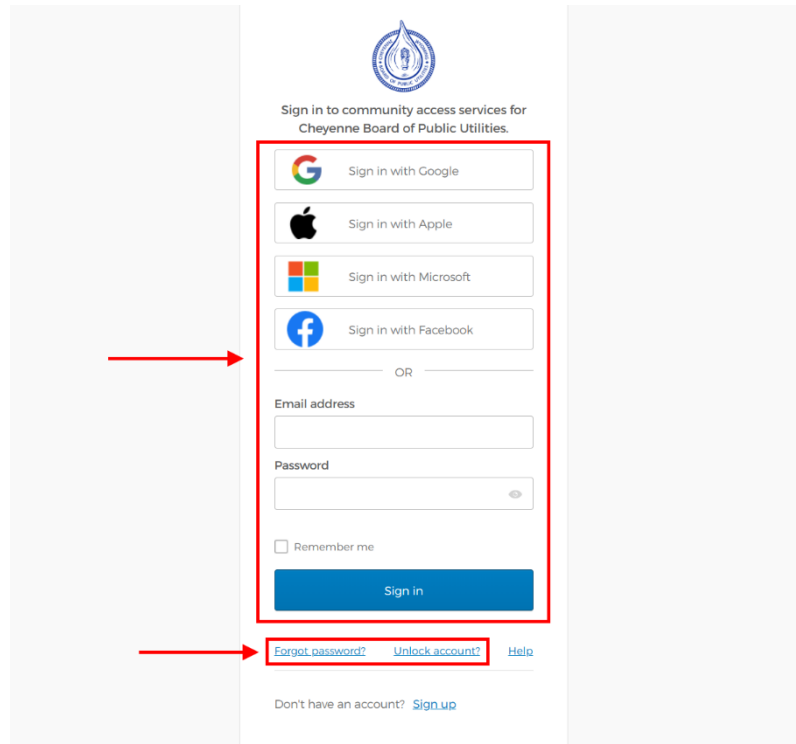 Sign in to community access services for
Cheyenne Board of Public Utilities.
Sign in with Google
Sign in with Apple
Sign in with Microsoft
Sign in with Facebook
OR
Email address
Password
Remember me
Sign in
Forgot password? Unlock account? Help
Don't have an account? Sign up